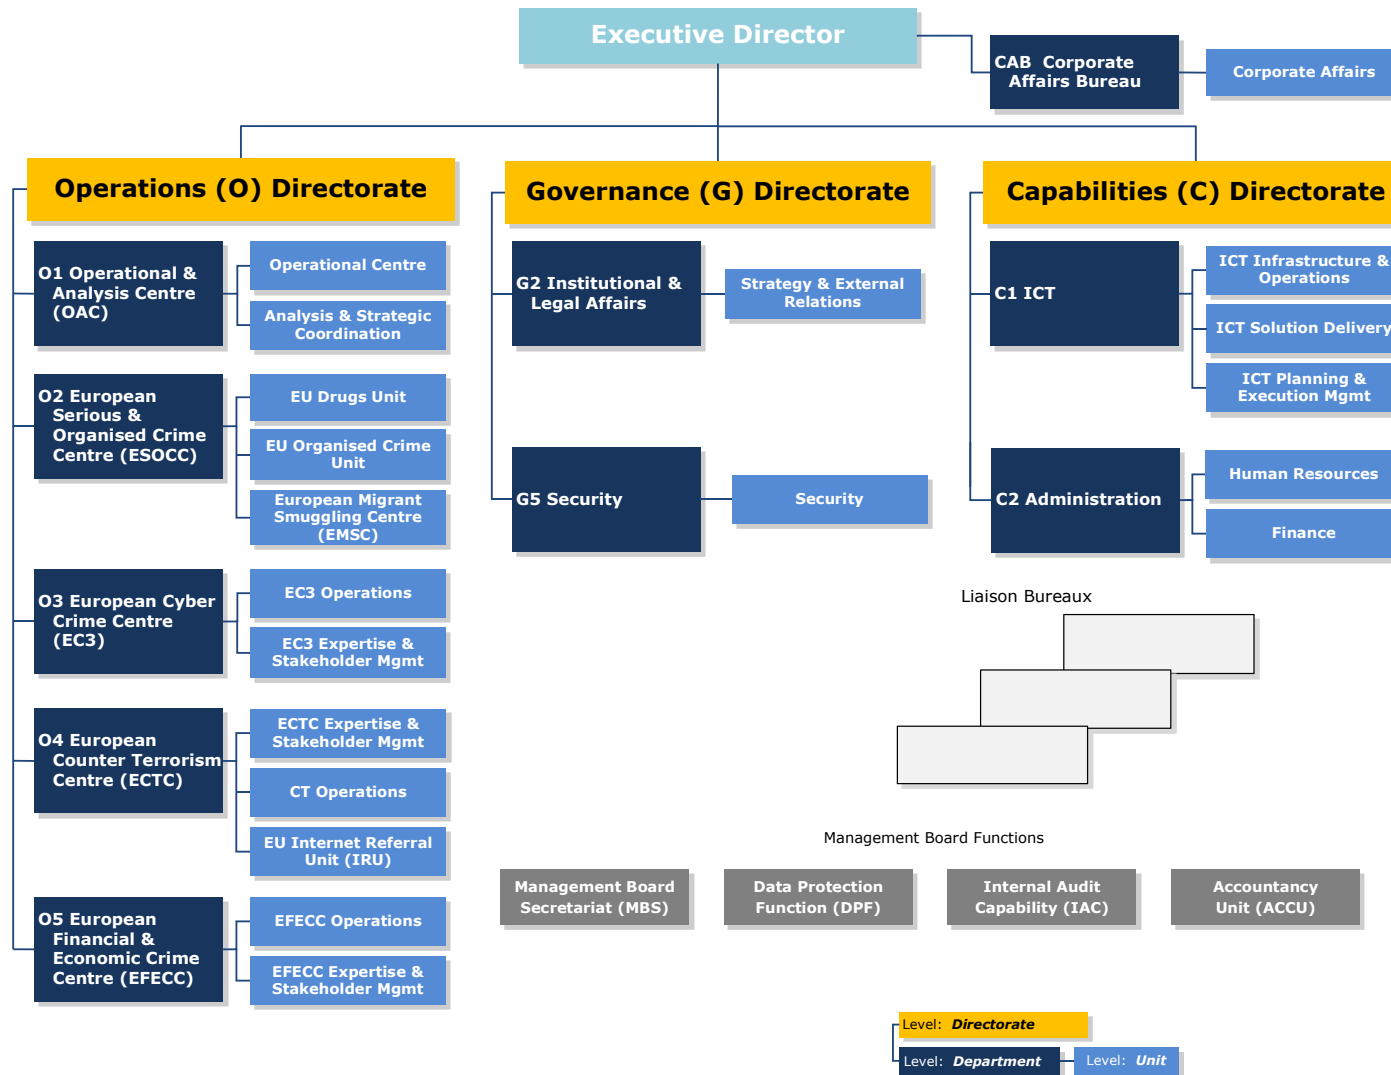 Executive Director
CAB Corporate
Affairs Bureau
Corporate Affairs
Operations (O) Directorate
O1 Operational &
Analysis Centre
(OAC)
Operational Centre
Analysis & Strategic
Coordination
O2 European
Serious &
Organised Crime
Centre (ESOCC)
EU Drugs Unit
EU Organised Crime
Unit
European Migrant
Smuggling Centre
(EMSC)
O3 European Cyber
Crime Centre
(EC3)
EC3 Operations
EC3 Expertise &
Stakeholder Mgmt
O4 European
Counter Terrorism
Centre (ECTC)
ECTC Expertise &
Stakeholder Mgmt
CT Operations
EU Internet Referral
Unit (IRU)
O5 European
Financial &
Economic Crime
Centre (EFECC)
EFECC Operations
EFECC Expertise &
Stakeholder Mgmt
Governance (G) Directorate
G2 Institutional &
Legal Affairs
Strategy & External
Relations
G5 Security
Security
Capabilities (C) Directorate
C1 ICT
ICT Infrastructure &
Operations
ICT Solution Delivery
ICT Planning &
Execution Mgmt
C2 Administration
Human Resources
Finance
Liaison Bureaux
Management Board Functions
Management Board
Secretariat (MBS)
Data Protection
Function (DPF)
Internal Audit
Capability (IAC)
Accountancy
Unit (ACCU)
Level: Directorate
Level: Department
Level: Unit